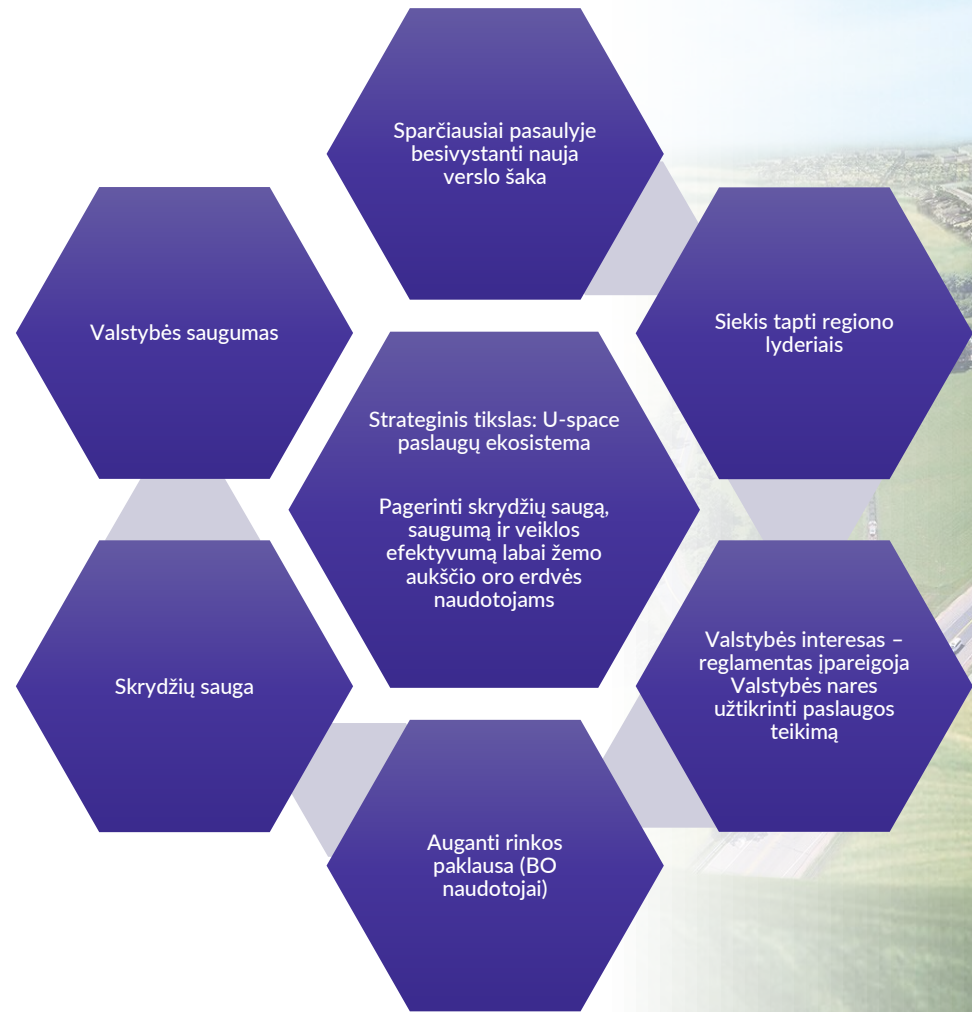 Sparčiausiai pasaulyje
besivystanti nauja
verslo šaka
Valstybės saugumas
Siekis tapti regiono
lyderiais
Strateginis tikslas: U-space
paslaugų ekosistema
Pagerinti skrydžių saugą,
saugumą ir veiklos
efektyvumą labai žemo
aukščio oro erdvės
naudotojams
Skrydžių sauga
Valstybės interesas –
reglamentas įpareigoja
Valstybės nares
užtikrinti paslaugos
teikimą
Auganti rinkos
paklausa (BO
naudotojai)